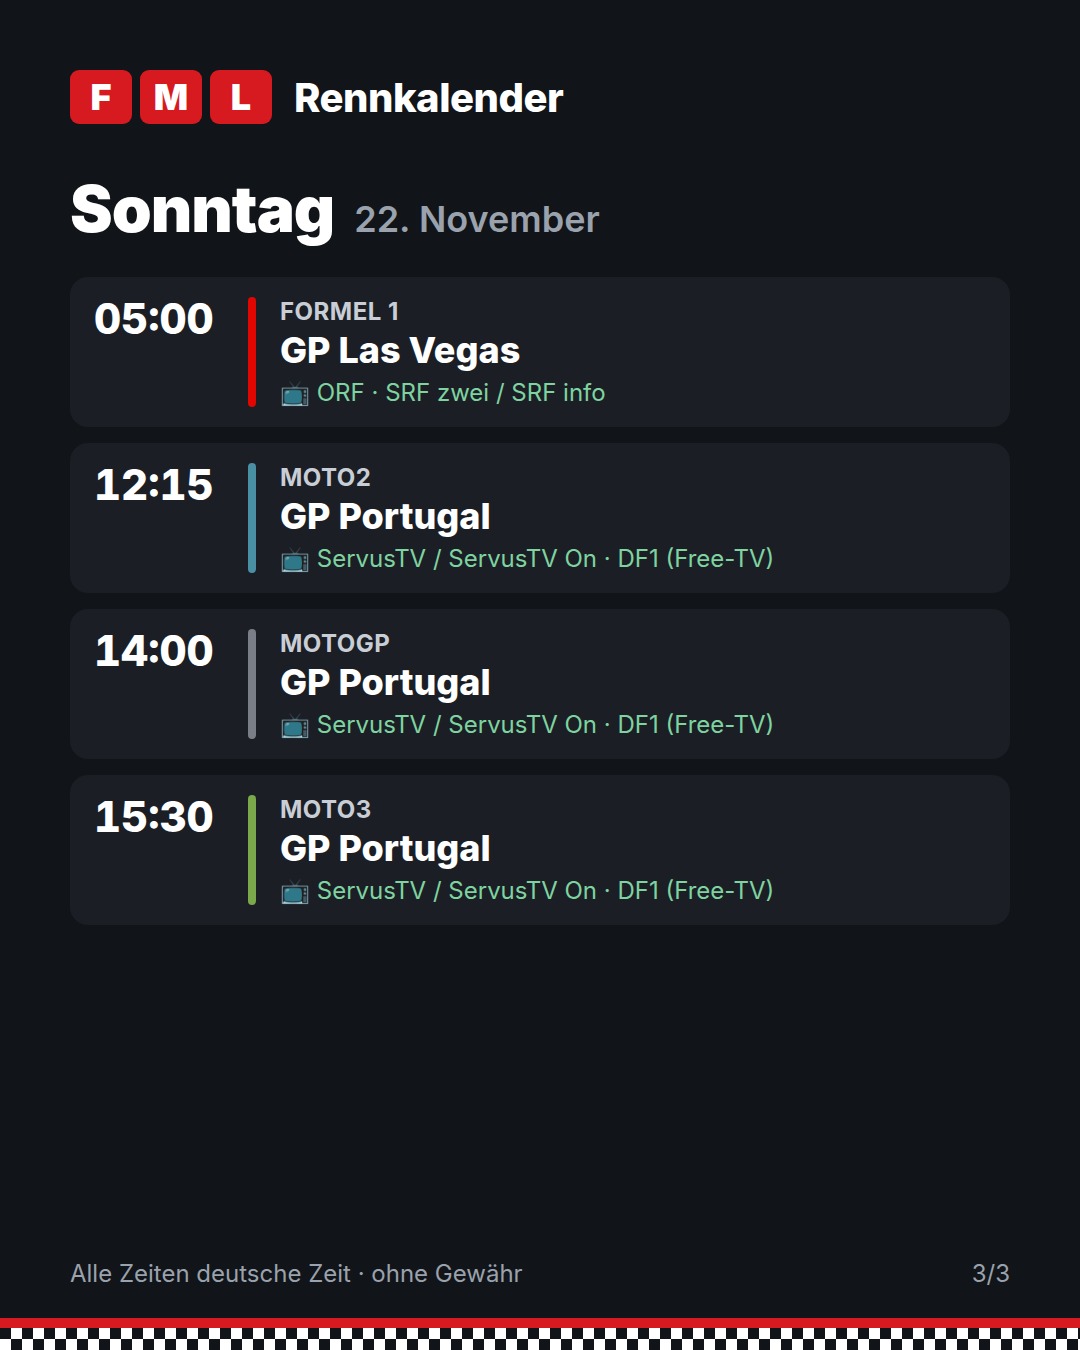 F M L Rennkalender
Sonntag 22. November
05:00 FORMEL 1
GP Las Vegas
ORF · SRF zwei / SRF info
12:15 MOTO2
GP Portugal
ServusTV / ServusTV On · DF1 (Free-TV)
14:00 MOTOGP
GP Portugal
ServusTV / ServusTV On · DF1 (Free-TV)
15:30 MOTO3
GP Portugal
ServusTV / ServusTV On · DF1 (Free-TV)
Alle Zeiten deutsche Zeit · ohne Gewähr 3/3